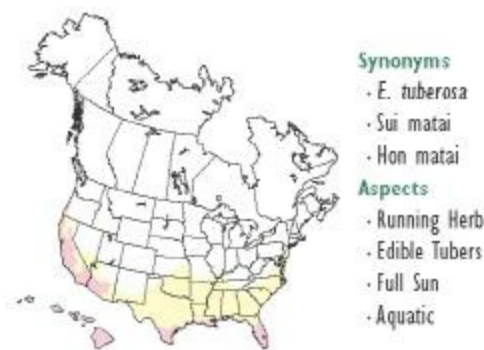 Synonyms
· E. tuberosa
· Sui matai
· Hon matai
Aspects
· Running Herb
· Edible Tubers
· Full Sun
· Aquatic